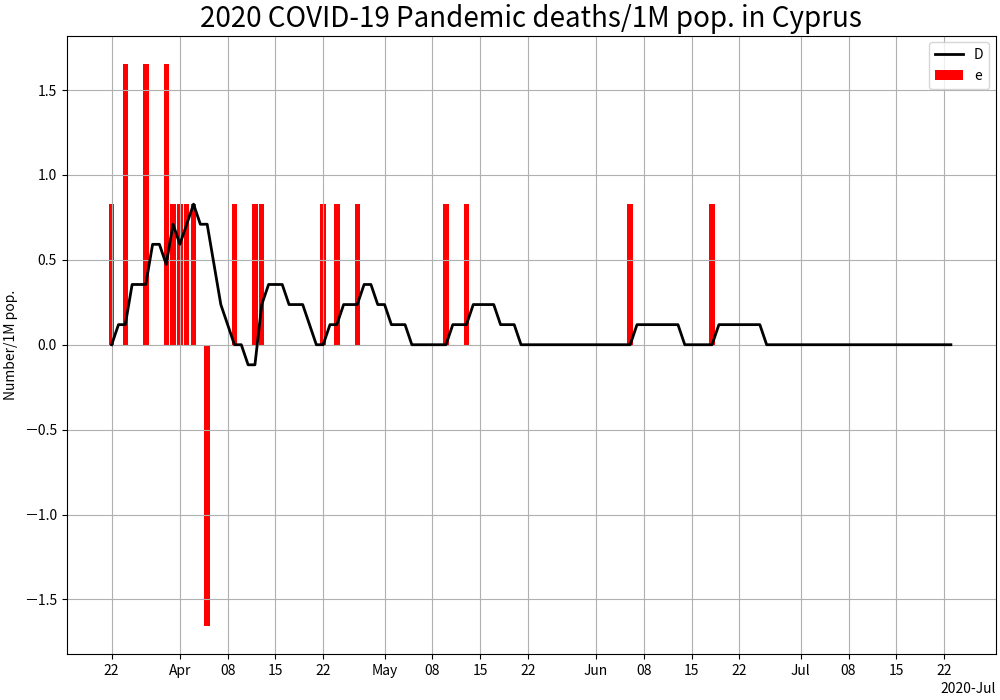 2020 COVID-19 Pandemic deaths/1M pop. in Cyprus
D
e
Number/1M pop.
1.5
1.0
0.5
0.0
−0.5
−1.0
−1.5
22 Apr 08 15 22 May 08 15 22 Jun 08 15 22 Jul 08 15 22
2020-Jul